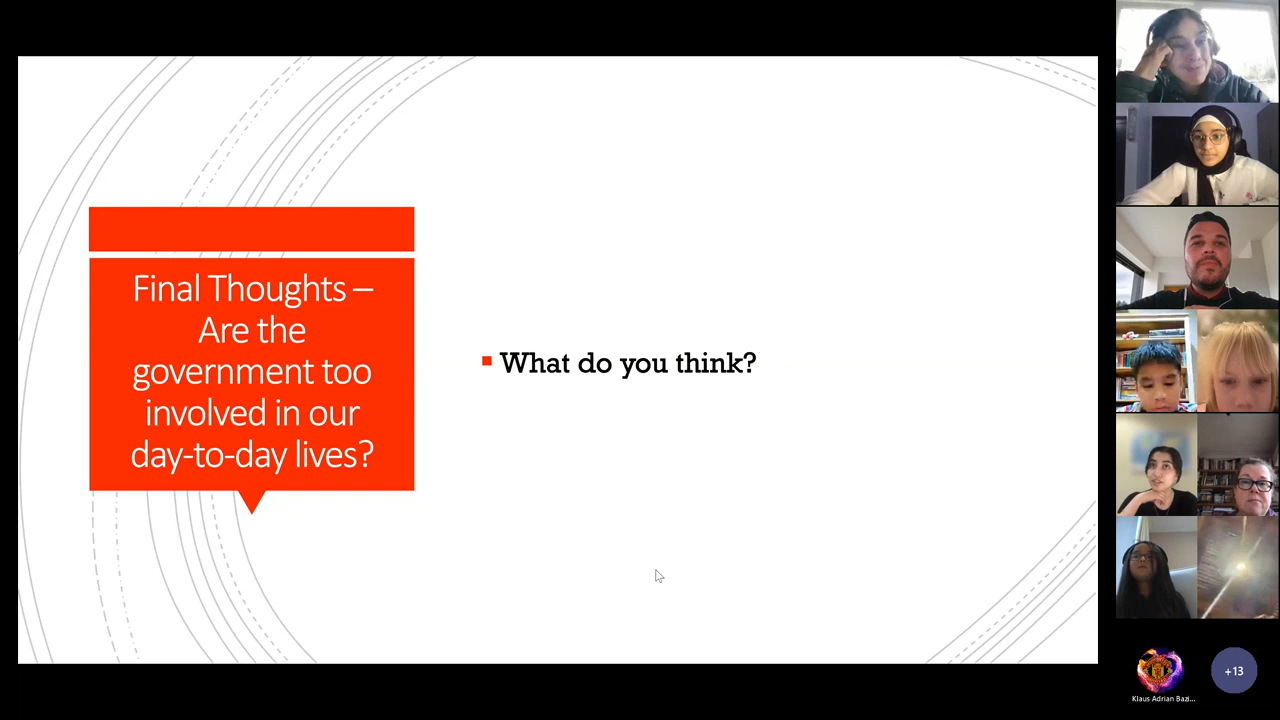 Final Thoughts –
Are the
government too
involved in our
day-to-day lives?
What do you think?
Klaus Adrian Bazi...
+13